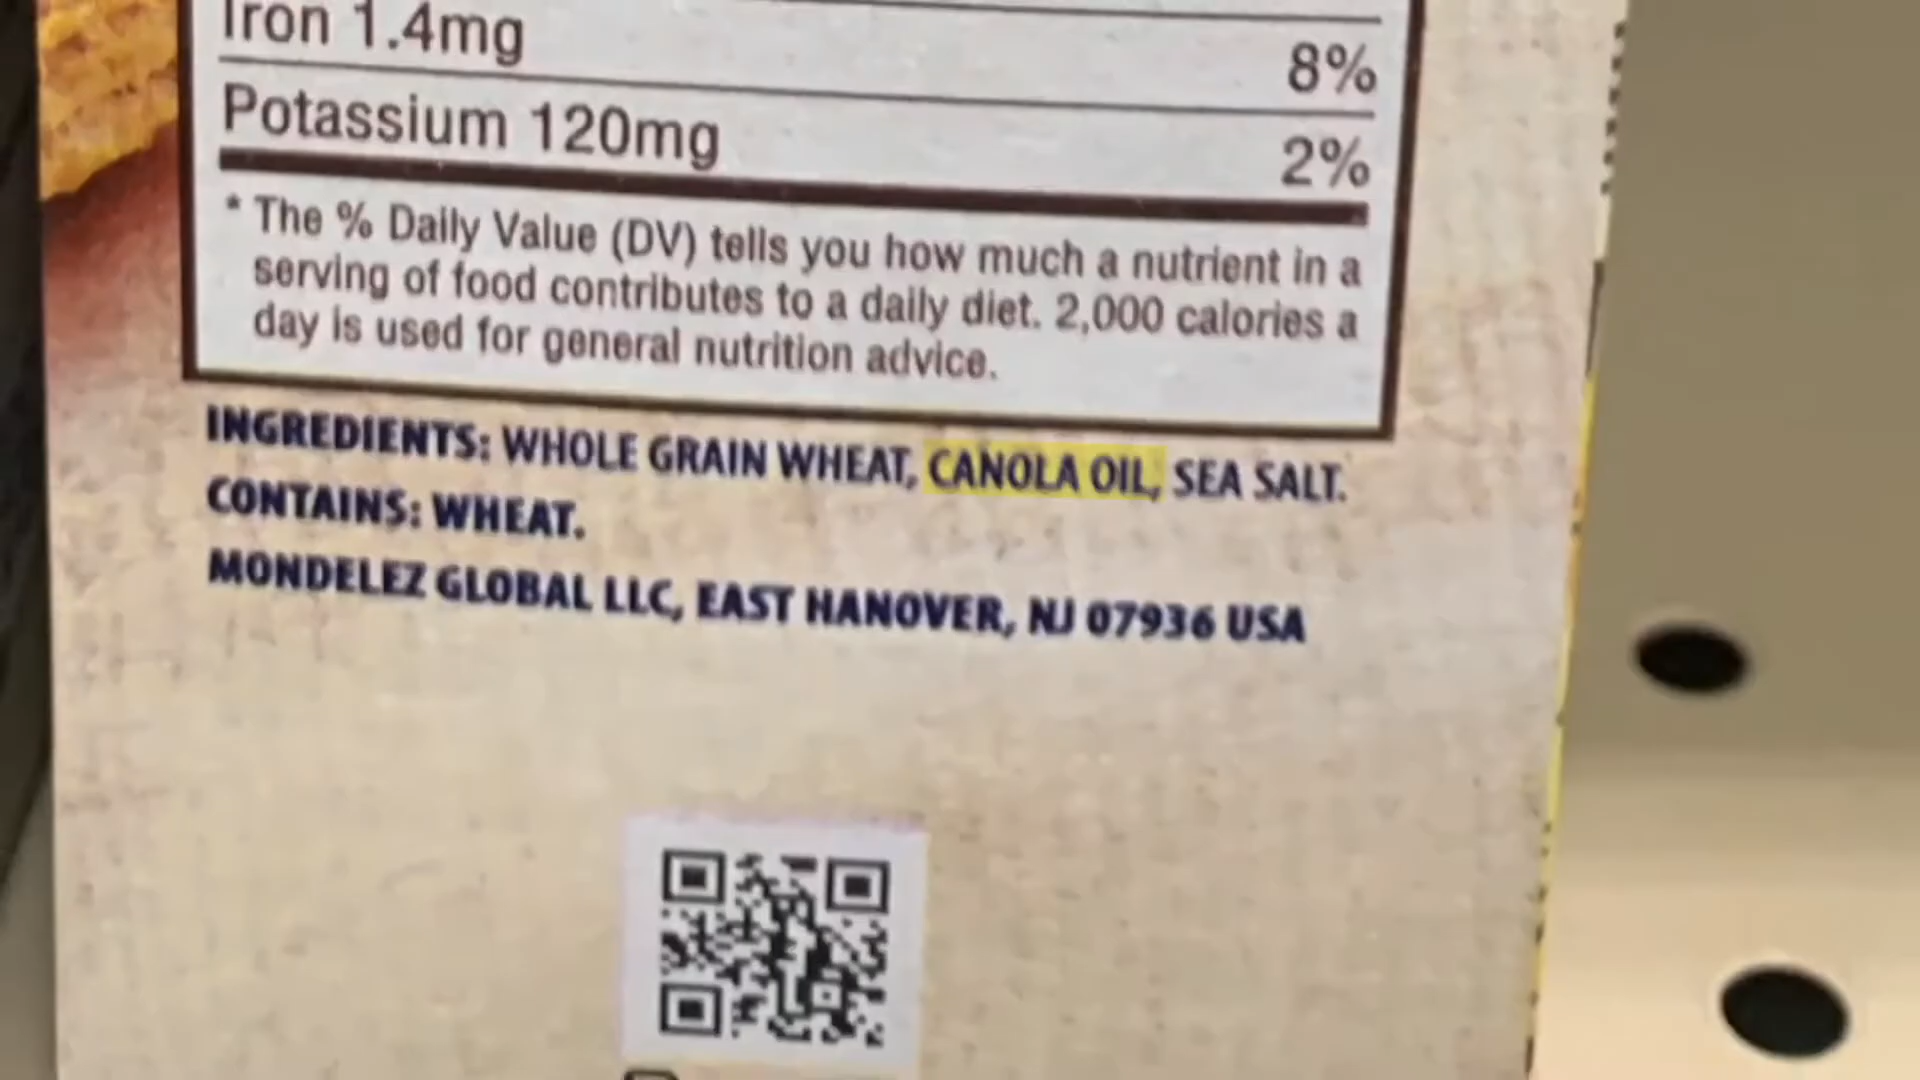 Iron 1.4mg 8%
Potassium 120mg 2%
* The % Daily Value (DV) tells you how much a nutrient in a
serving of food contributes to a daily diet. 2,000 calories a
day is used for general nutrition advice.
INGREDIENTS: WHOLE GRAIN WHEAT, CANOLA OIL, SEA SALT.
CONTAINS: WHEAT.
MONDELEZ GLOBAL LLC, EAST HANOVER, NJ 07936 USA